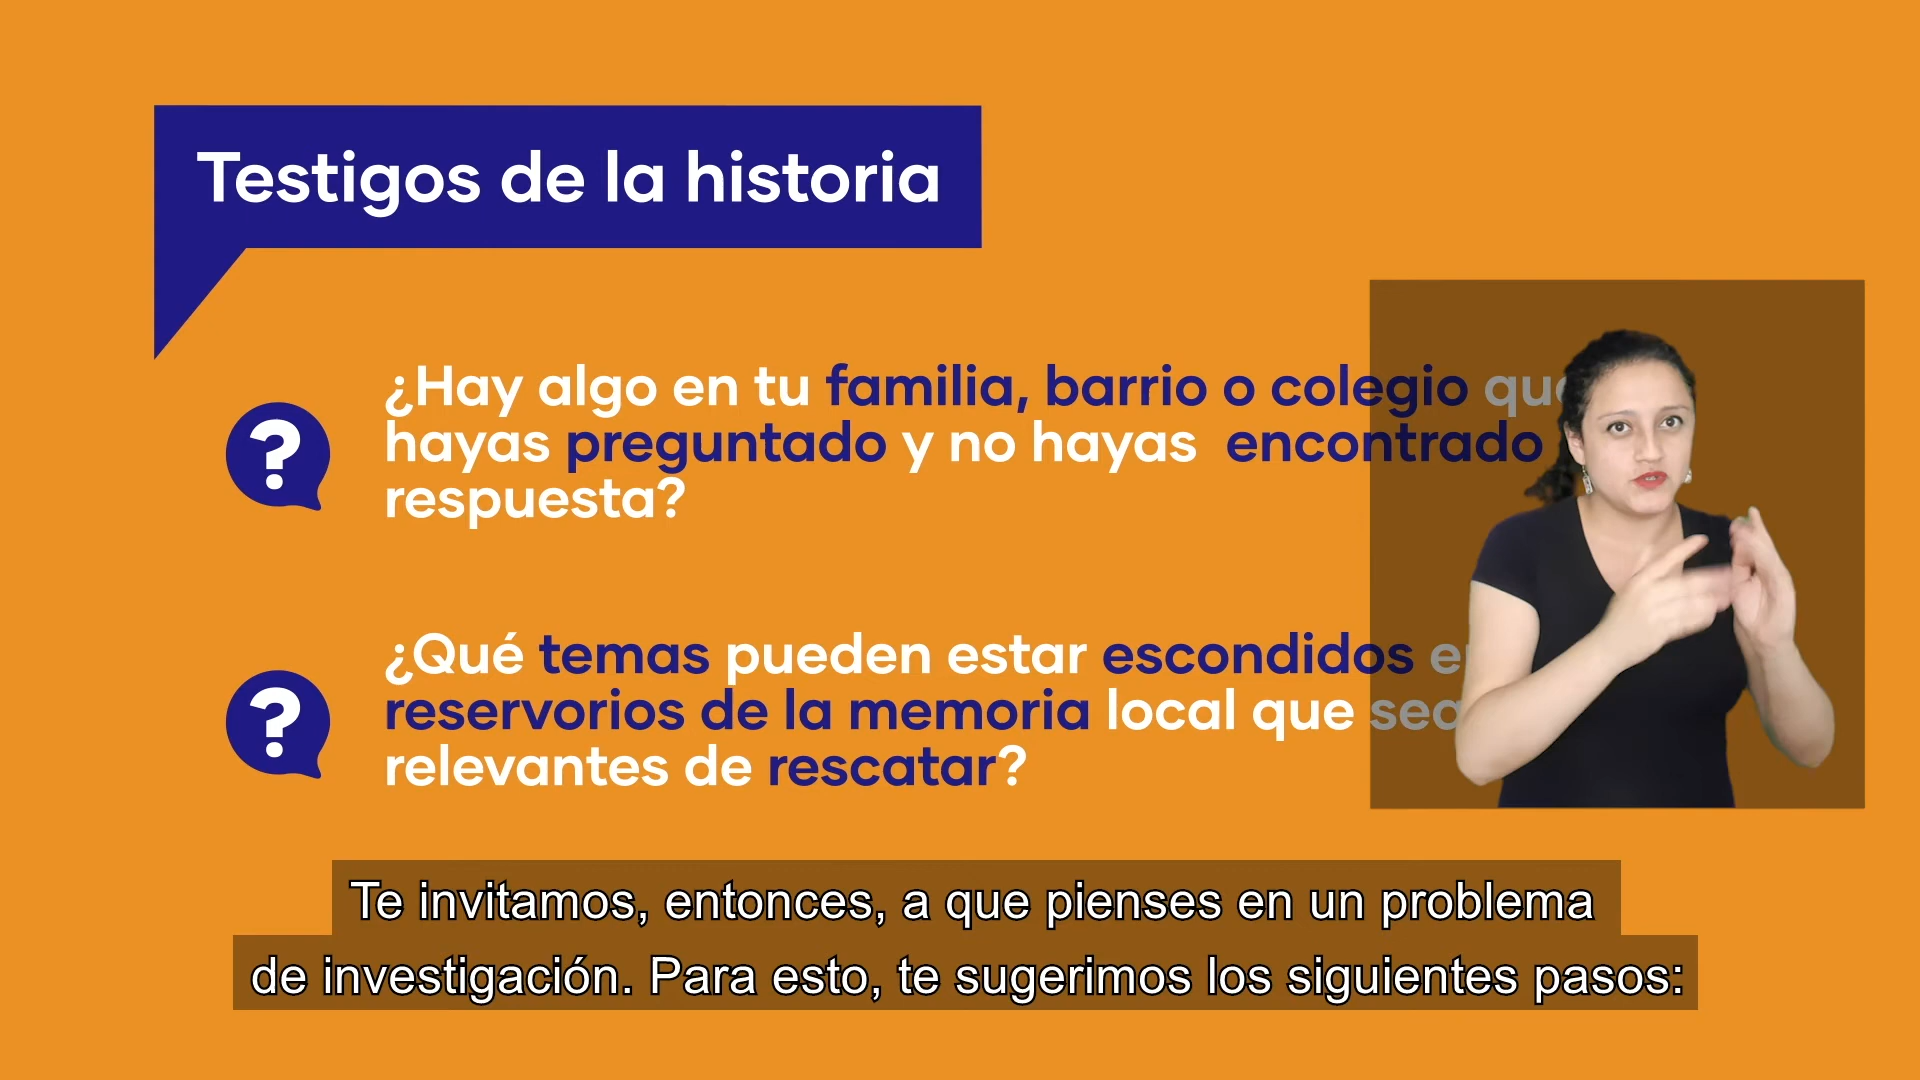 Testigos de la historia
¿Hay algo en tu familia, barrio o colegio que
hayas preguntado y no hayas encontrado
respuesta?
¿Qué temas pueden estar escondidos
reservorios de la memoria local que
relevantes de rescatar?
Te invitamos, entonces, a que pienses en un problema
de investigación. Para esto, te sugerimos los siguientes pasos: